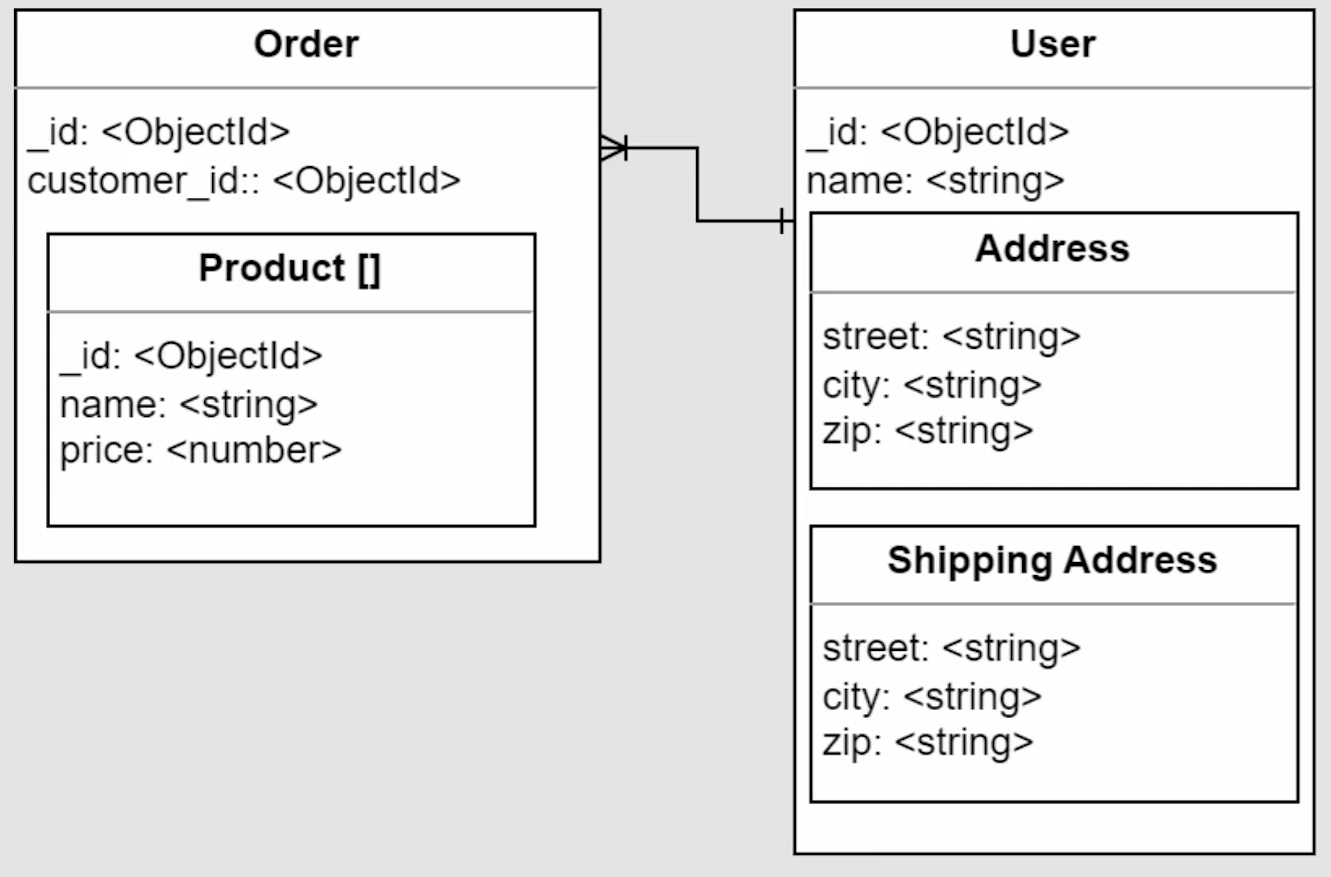 Order
_id: <ObjectId>
customer_id:: <ObjectId>
Product []
_id: <ObjectId>
name: <string>
price: <number>
User
_id: <ObjectId>
name: <string>
Address
street: <string>
city: <string>
zip: <string>
Shipping Address
street: <string>
city: <string>
zip: <string>